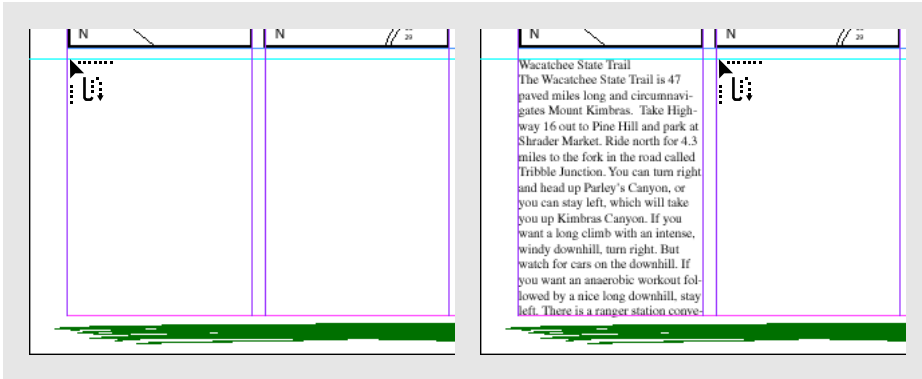 N
N
N
29
N
29
Wacatchee State Trail
The Wacatchee State Trail is 47
paved miles long and circumnavi-
gates Mount Kimbras.  Take High-
way 16 out to Pine Hill and park at
Shrader Market. Ride north for 4.3
miles to the fork in the road called
Tribble Junction. You can turn right
and head up Parley's Canyon, or
you can stay left, which will take
you up Kimbras Canyon. If you
want a long climb with an intense,
windy downhill, turn right. But
watch for cars on the downhill. If
you want an anaerobic workout fol-
lowed by a nice long downhill, stay
left. There is a ranger station conve-